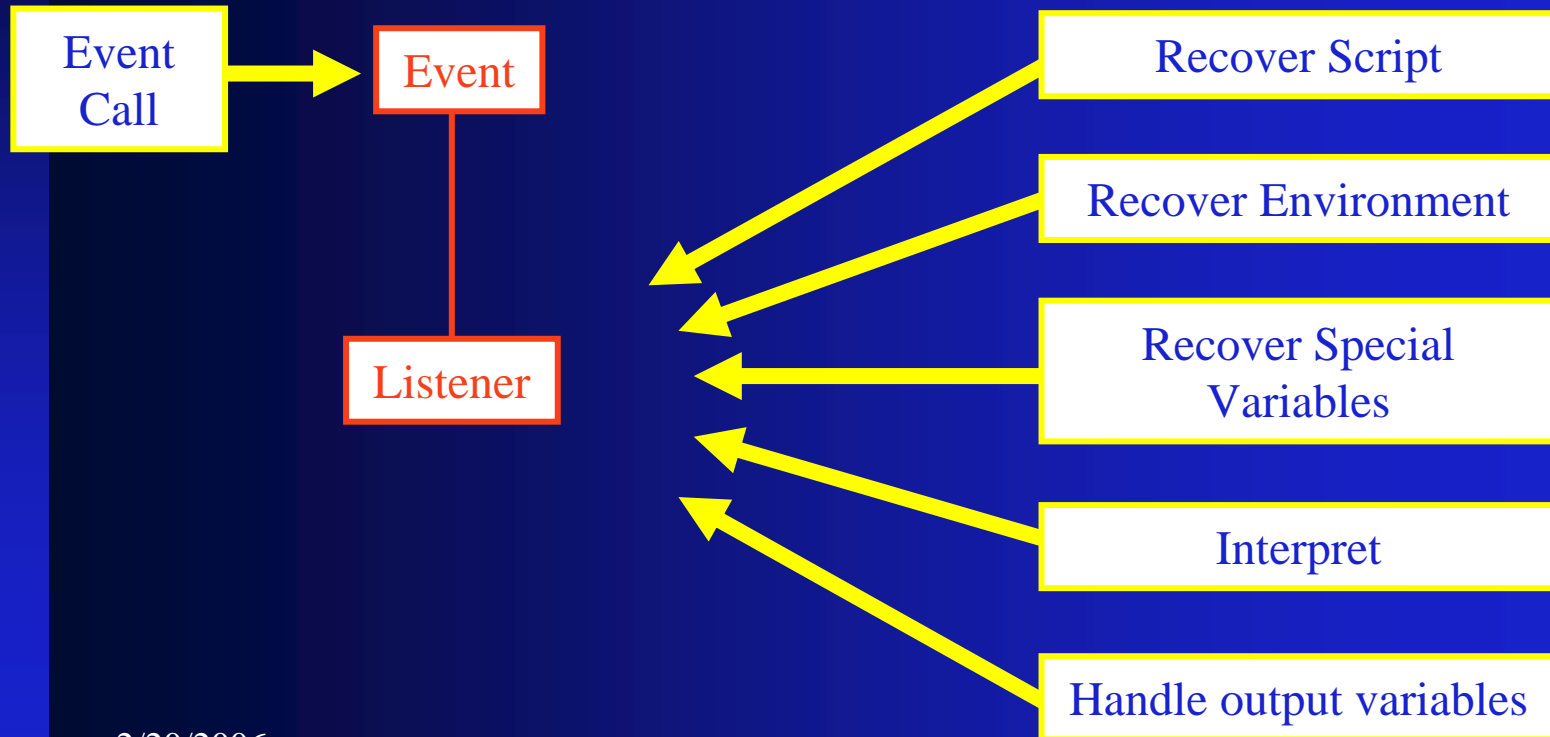 Event
Call
Event
Listener
Recover Script
Recover Environment
Recover Special
Variables
Interpret
Handle output variables